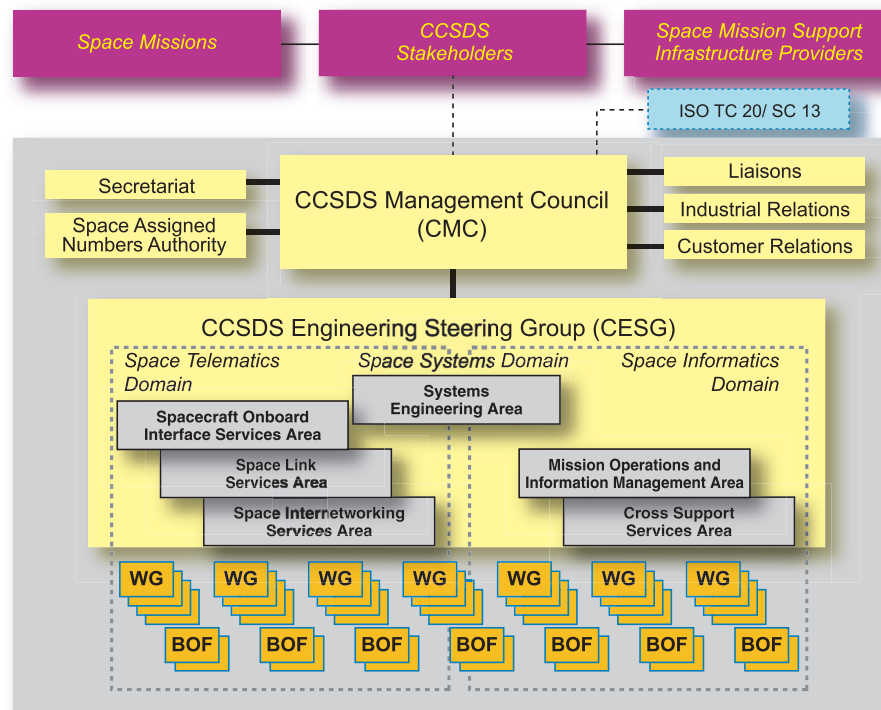 Space Missions
CCSDS
Stakeholders
Space Mission Support
Infrastructure Providers
ISO TC 20/ SC 13
Secretariat
Space Assigned
Numbers Authority
CCSDS Management Council
(CMC)
Liaisons
Industrial Relations
Customer Relations
CCSDS Engineering Steering Group (CESG)
Space Telematics
Domain
Space Systems Domain
Space Informatics
Domain
Systems
Engineering Area
Spacecraft Onboard
Interface Services Area
Space Link
Services Area
Space Internetworking
Services Area
Mission Operations and
Information Management Area
Cross Support
Services Area
WG WG WG WG WG WG WG
BOF BOF BOF BOF BOF BOF BOF